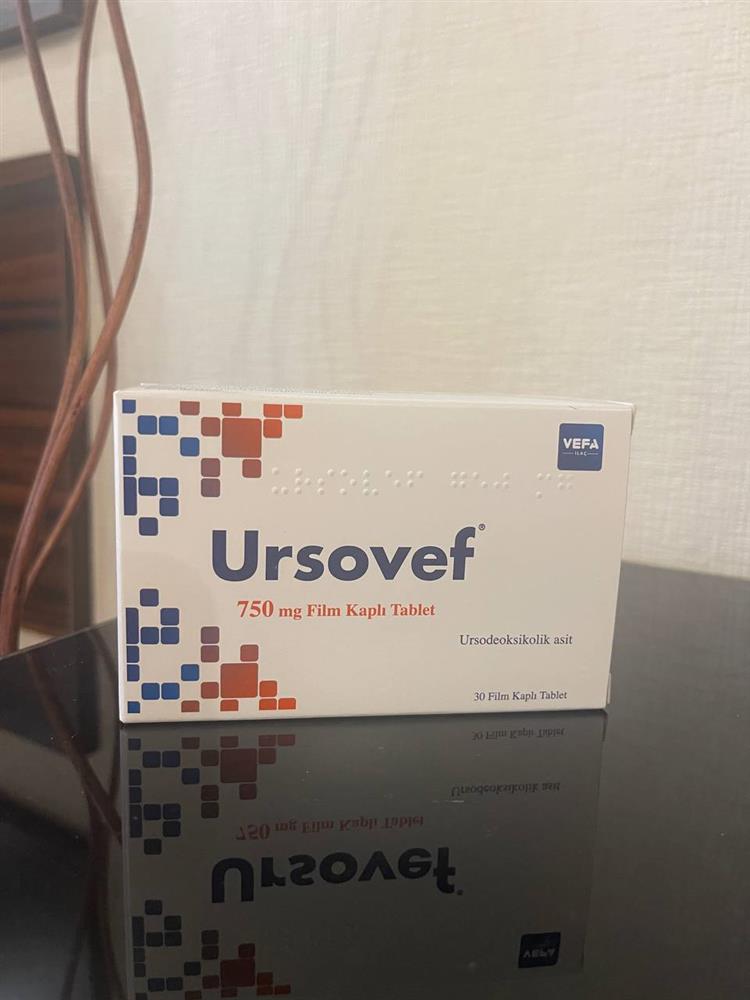 VEFA
İLAÇ
Ursovef®
750 mg Film Kaplı Tablet
Ursodeoksikolik asit
30 Film Kaplı Tablet